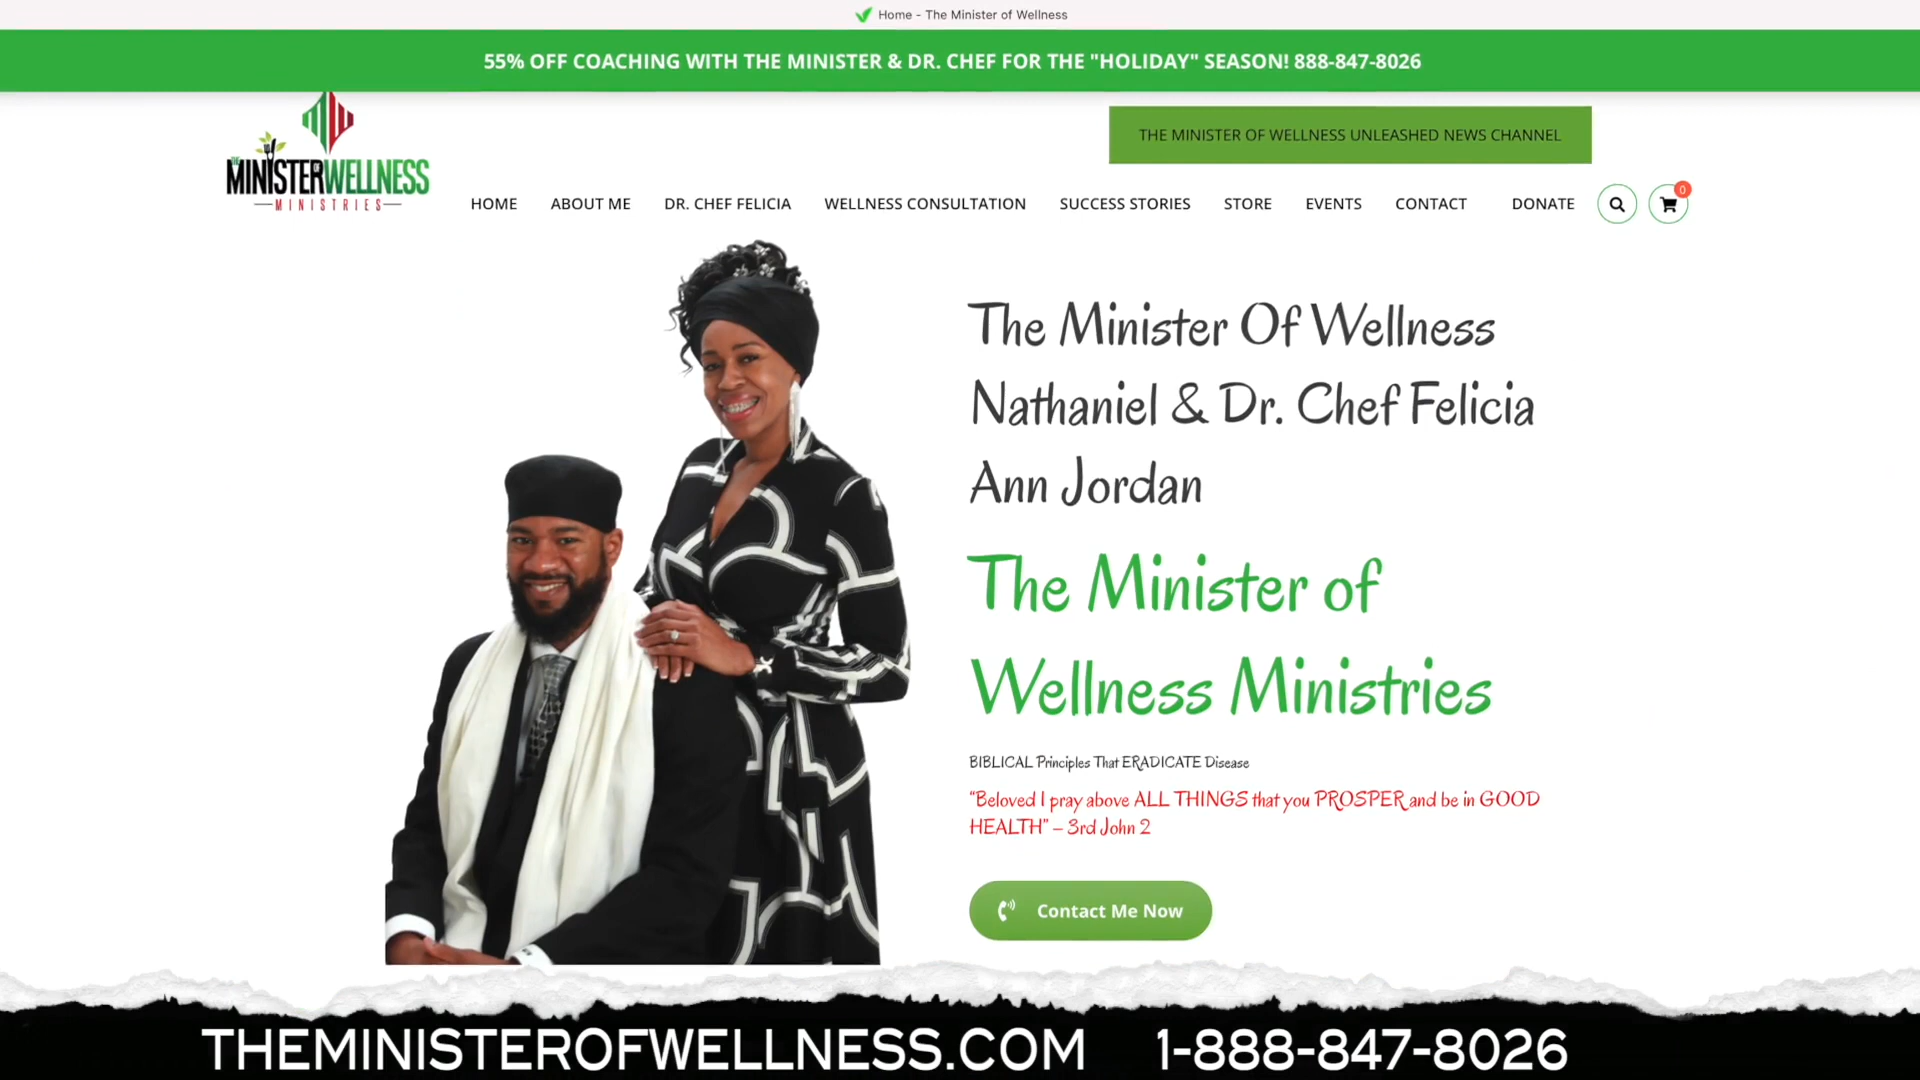 Home - The Minister of Wellness
55% OFF COACHING WITH THE MINISTER & DR. CHEF FOR THE "HOLIDAY" SEASON! 888-847-8026
THE MINISTER OF WELLNESS UNLEASHED NEWS CHANNEL
THE
MINISTER OF WELLNESS
MINISTRIES
HOME ABOUT ME DR. CHEF FELICIA WELLNESS CONSULTATION SUCCESS STORIES STORE EVENTS CONTACT DONATE 0
The Minister Of Wellness
Nathaniel & Dr. Chef Felicia
Ann Jordan
The Minister of
Wellness Ministries
BIBLICAL Principles That ERADICATE Disease
“Beloved I pray above ALL THINGS that you PROSPER and be in GOOD
HEALTH” – 3rd John 2
Contact Me Now
THEMINISTEROFWELLNESS.COM 1-888-847-8026